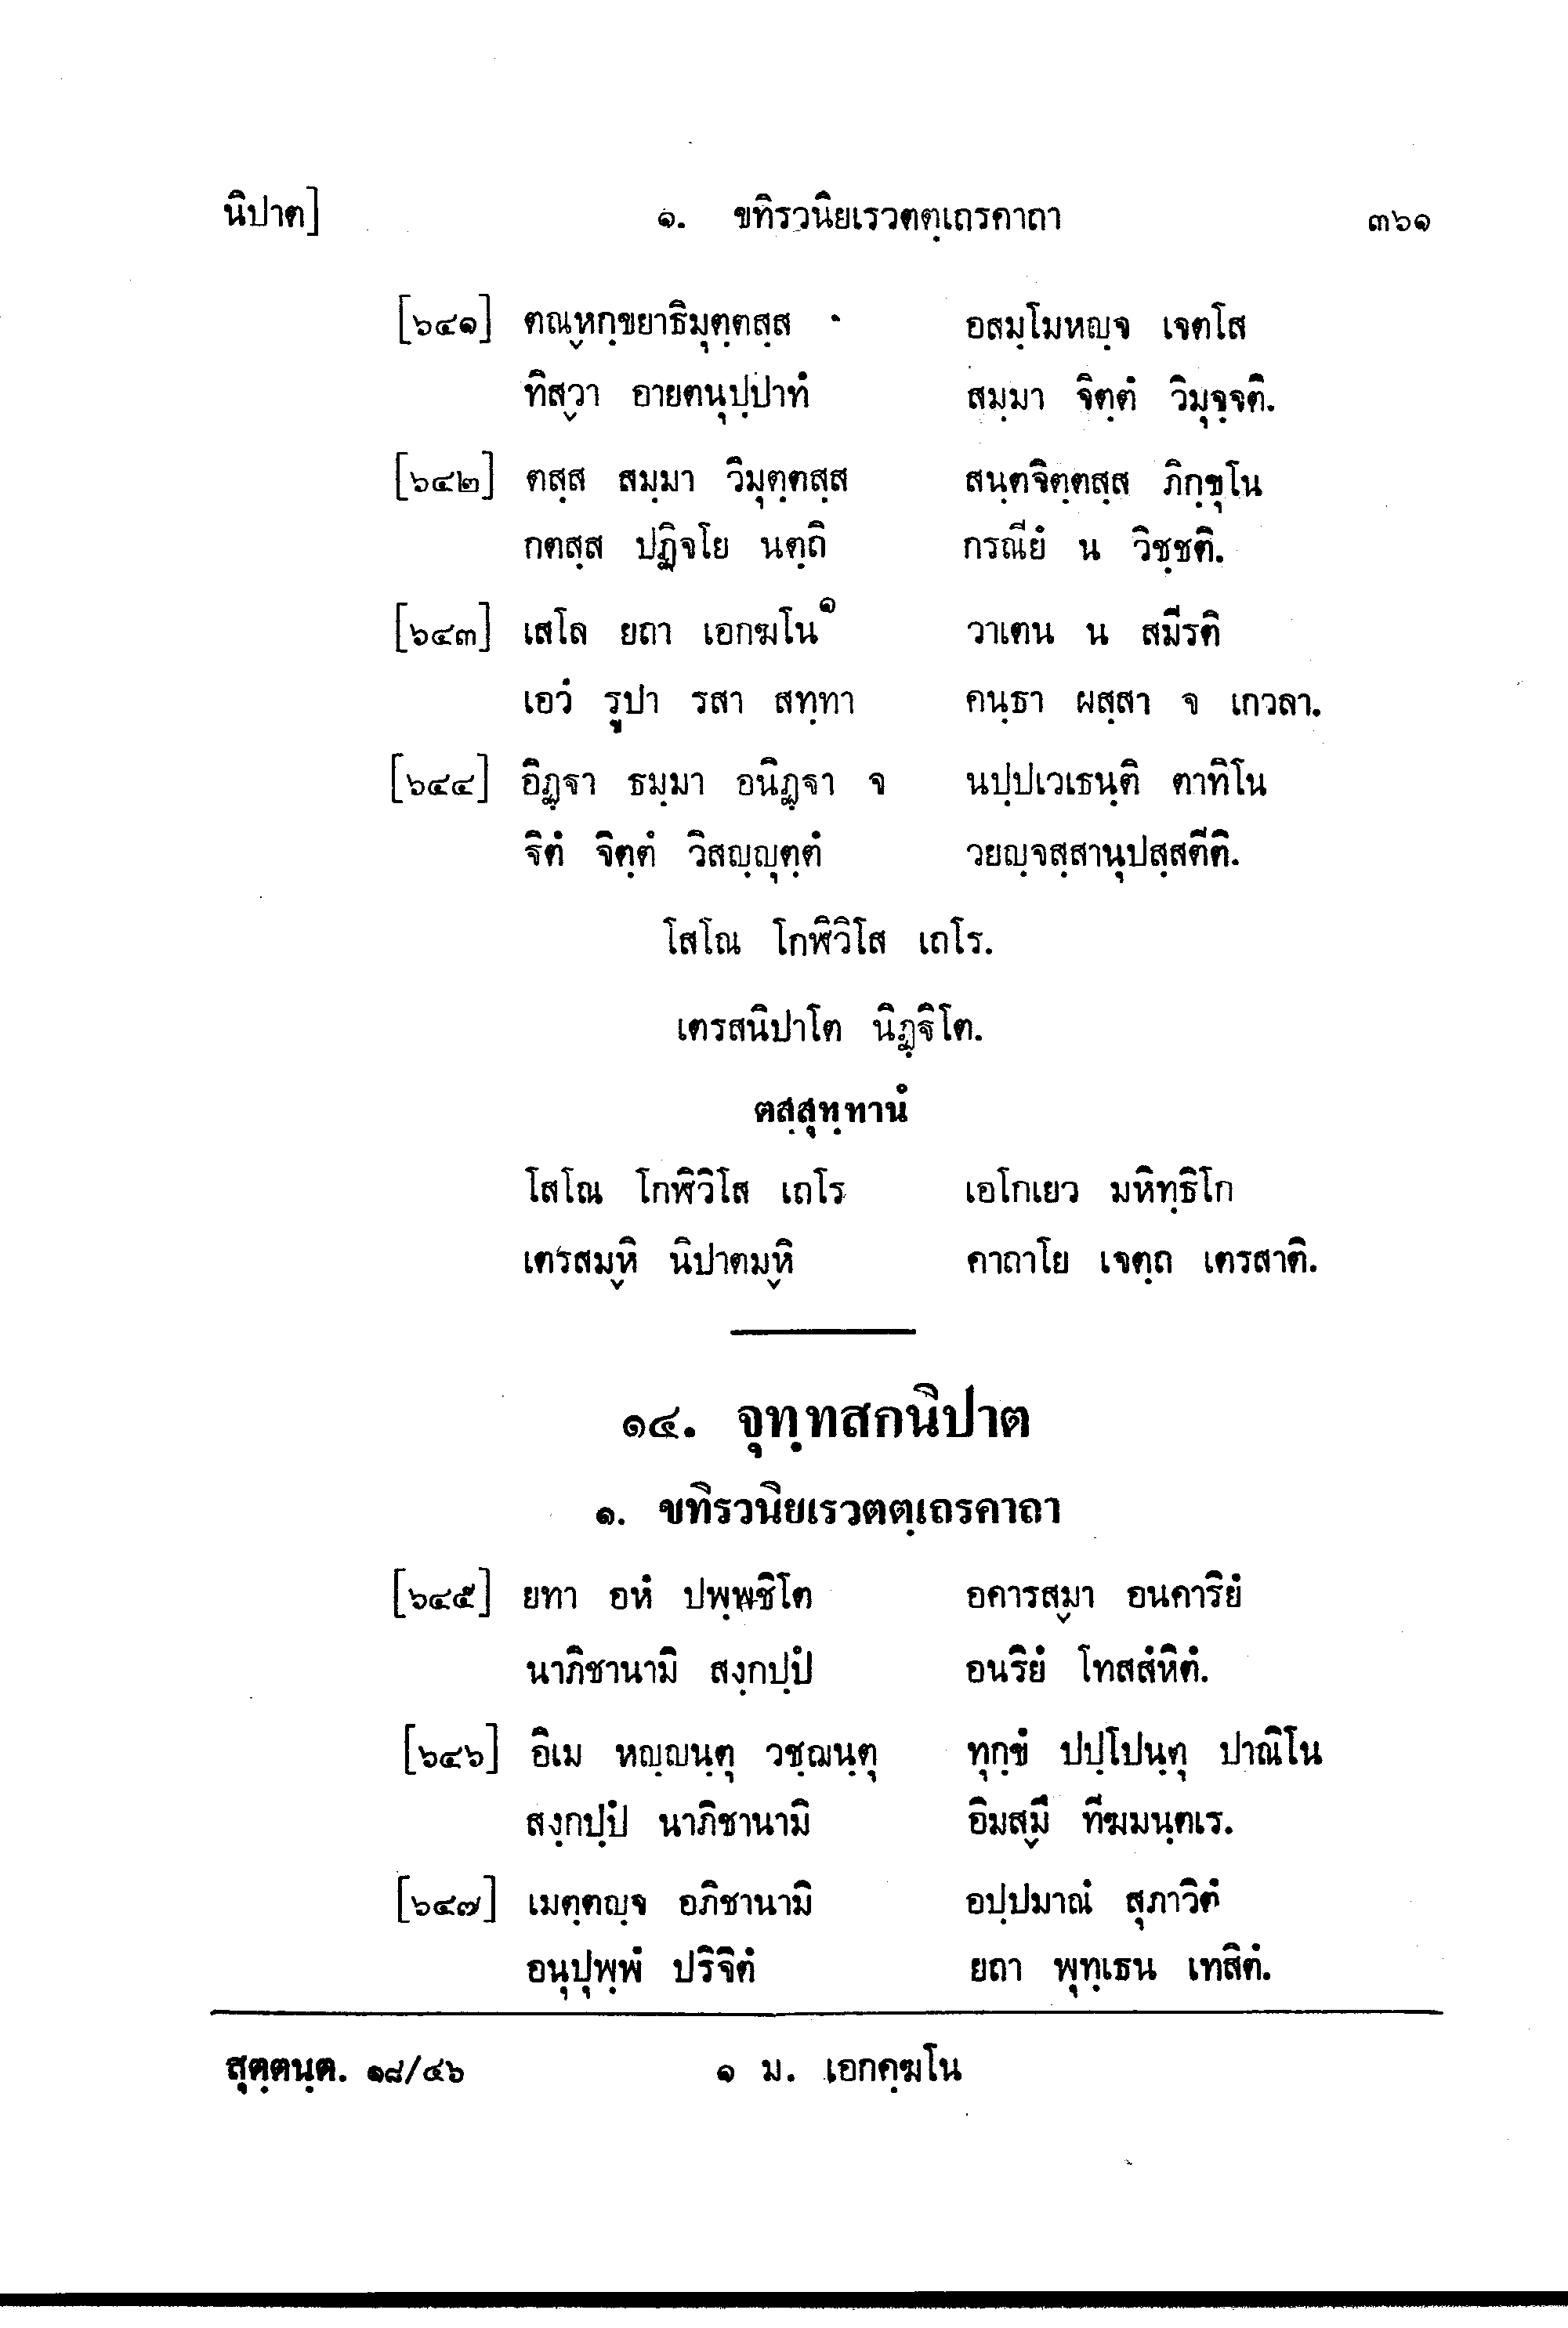 นิปาต] ๑. ขทิรวนิยเรวตตฺเถรคาถา ๓๖๑
[๖๔๑] ตณฺหกฺขยาธิมุตฺตสฺส อสมฺโมหญฺจ เจตโส
ทิสฺวา อายตนุปฺปาทํ สมฺมา จิตฺตํ วิมุจฺจติ.
[๖๔๒] ตสฺส สมฺมา วิมุตฺตสฺส สนฺตจิตฺตสฺส ภิกฺขุโน
กตสฺส ปฏิจโย นตฺถิ กรณียํ น วิชฺชติ.
[๖๔๓] เสโล ยถา เอกฆโน๑ วาเตน น สมีรติ
เอวํ รูปา รสา สทฺทา คนฺธา ผสฺสา จ เกวลา.
[๖๔๔] อิฏฺฐา ธมฺมา อนิฏฺฐา จ นปฺปเวเธนฺติ ตาทิโน
ฐิตํ จิตฺตํ วิสญฺญุตฺตํ วยญฺจสฺสานุปสฺสตีติ.
โสโณ โกฬิวิโส เถโร.
เตรสนิปาโต นิฏฺฐิโต.
ตสฺสุทฺทานํ
โสโณ โกฬิวิโส เถโร เอโกเยว มหิทฺธิโก
เตรสมฺหิ นิปาตมฺหิ คาถาโย เจตฺถ เตรสาติ.
๑๔. จุทฺทสกนิปาต
๑. ขทิรวนิยเรวตตฺเถรคาถา
[๖๔๕] ยทา อหํ ปพฺพชิโต อคารสฺมา อนคาริยํ
นาภิชานามิ สงฺกปฺปํ อนริยํ โทสสํหิตํ.
[๖๔๖] อิเม หญฺญนฺตุ วชฺฌนฺตุ ทุกฺขํ ปปฺโปนฺตุ ปาณิโน
สงฺกปฺปํ นาภิชานามิ อิมสฺมึ ทีฆมนฺตเร.
[๖๔๗] เมตฺตญฺจ อภิชานามิ อปฺปมาณํ สุภาวิตํ
อนุปุพฺพํ ปริจิตํ ยถา พุทฺเธน เทสิตํ.
สุตฺตนฺต. ๑๘/๔๖ ๑ ม. เอกคฺฆโน